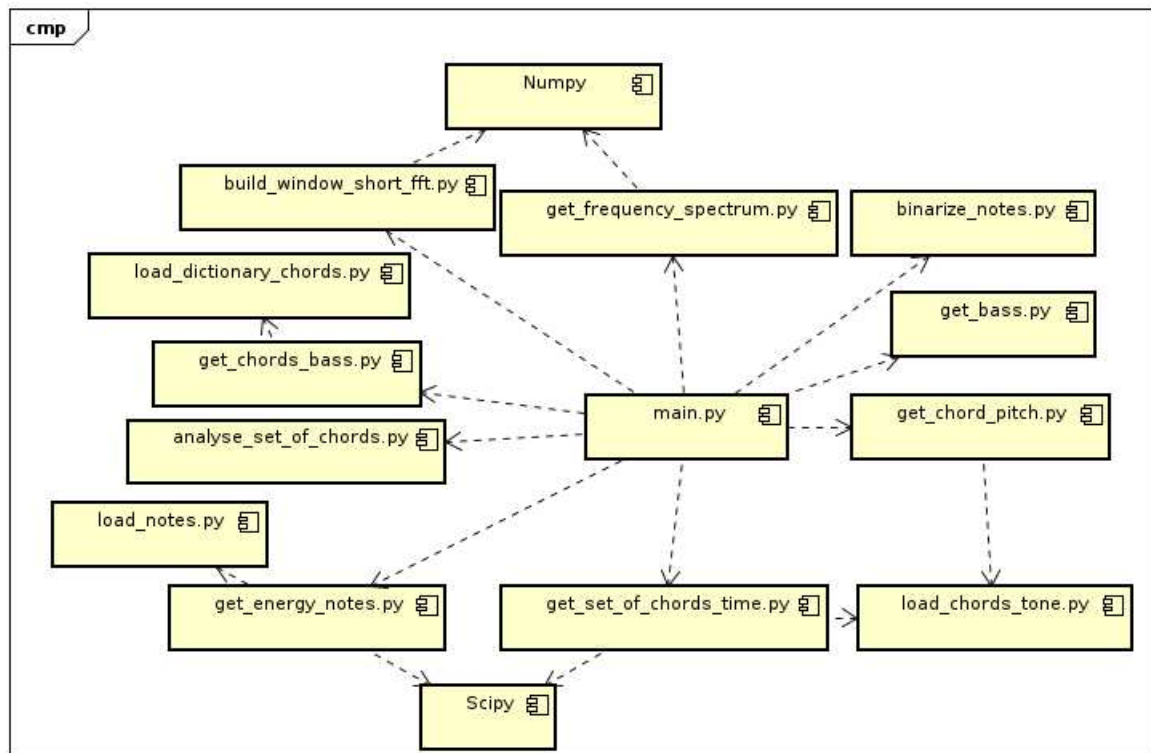 cmp
Numpy
build_window_short_fft.py
get_frequency_spectrum.py
binarize_notes.py
load_dictionary_chords.py
get_bass.py
get_chords_bass.py
main.py
get_chord_pitch.py
analyse_set_of_chords.py
load_notes.py
get_energy_notes.py
get_set_of_chords_time.py
load_chords_tone.py
Scipy